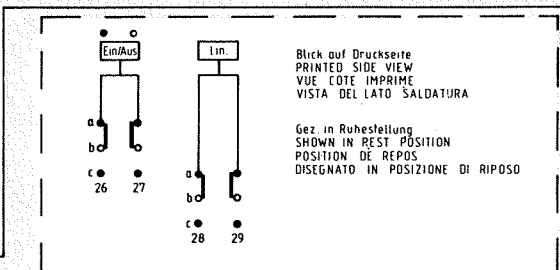 Ein/Aus
Lin.
Blick auf Druckseite
PRINTED SIDE VIEW
VUE COTE IMPRIME
VISTA DEL LATO SALDATURA
Gez. in Ruhestellung
SHOWN IN REST POSITION
POSITION DE REPOS
DISEGNATO IN POSIZIONE DI RIPOSO
a
b
c
26 27
a
b
c
28 29